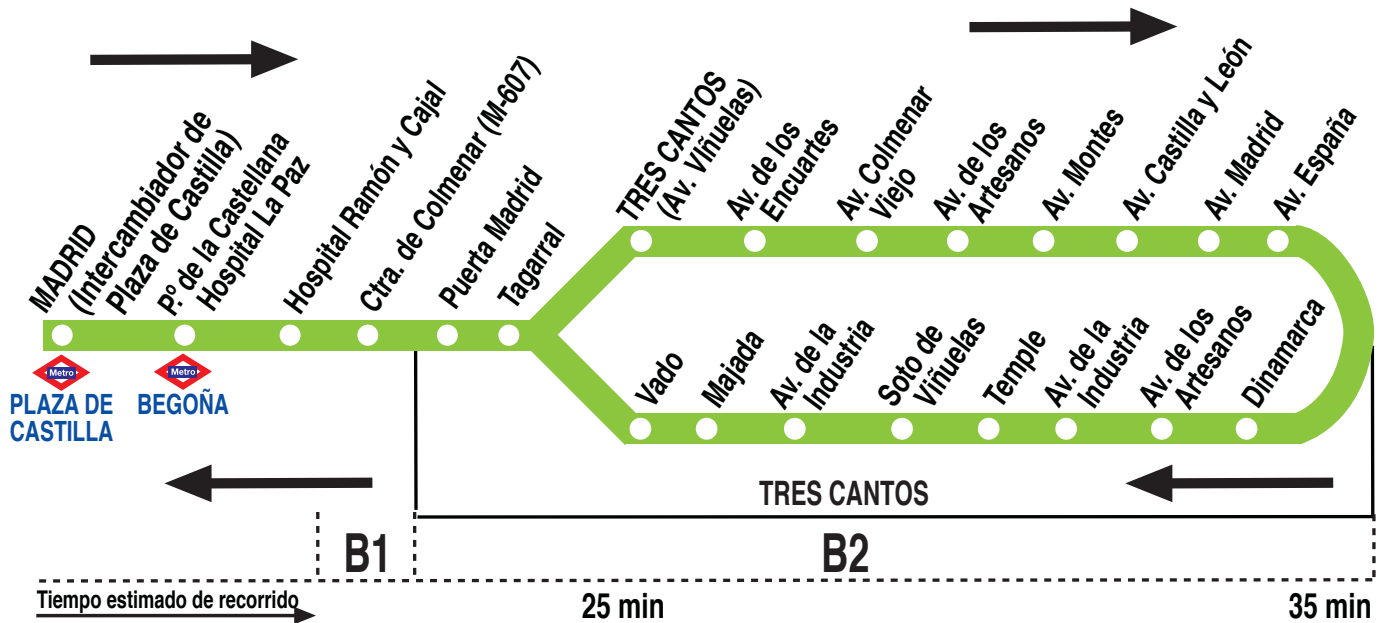 MADRID
(Intercambiador de
Plaza de Castilla)
P.º de la Castellana
Hospital La Paz
Hospital Ramón y Cajal
Ctra. de Colmenar (M-607)
Puerta Madrid
Tagarral
TRES CANTOS
(Av. VIñuelas)
Av. de los
Encuartes
Av. Colmenar
Viejo
Av. de los
Artesanos
Av. Montes
Av. Castilla y León
Av. Madrid
Av. España
Metro
PLAZA DE
CASTILLA
Metro
BEGOÑA
Vado
Majada
Av. de la
Industria
Soto de
Viñuelas
Temple
Av. de la
Industria
Av. de los
Artesanos
Dinamarca
TRES CANTOS
B1
B2
Tiempo estimado de recorrido
25 min
35 min